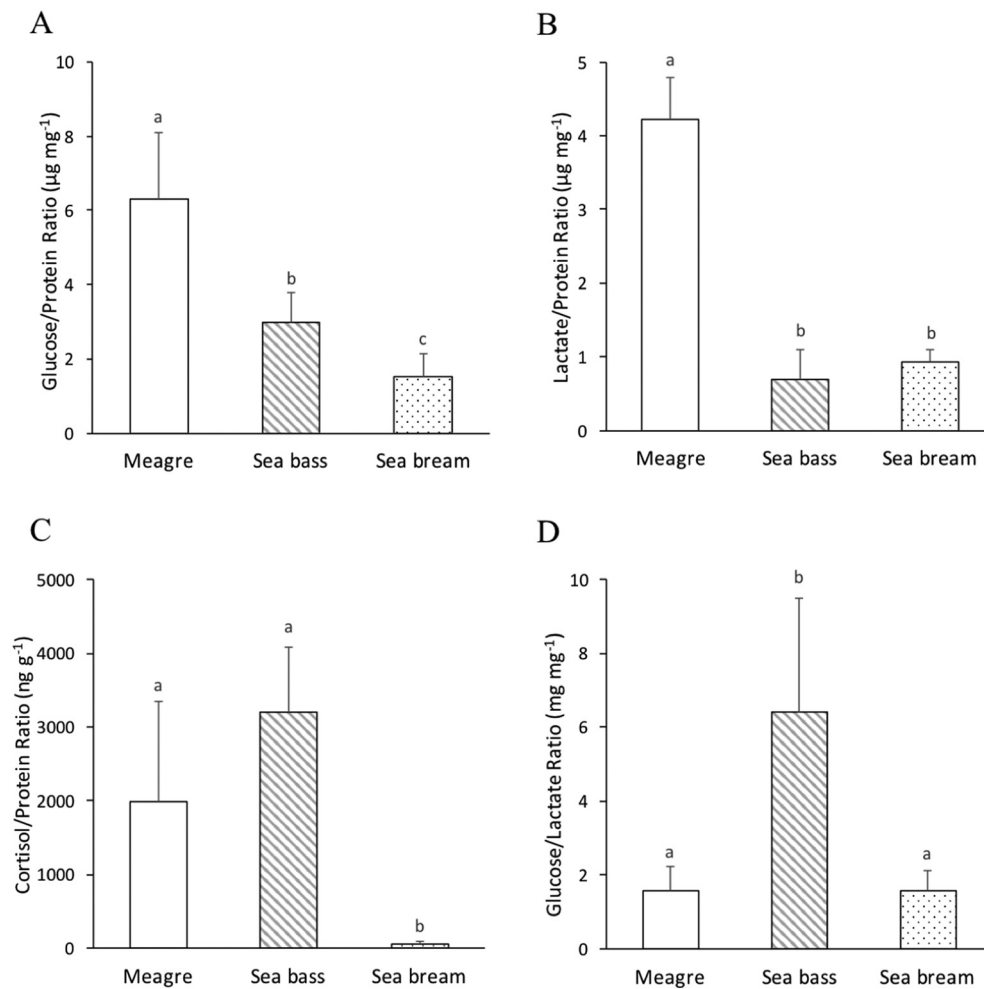 A
Glucose/Protein Ratio (µg mg⁻¹)
10
8
6
4
2
0
a
b
c
Meagre Sea bass Sea bream
B
Lactate/Protein Ratio (µg mg⁻¹)
5
4
3
2
1
0
a
b
b
Meagre Sea bass Sea bream
C
Cortisol/Protein Ratio (ng g⁻¹)
5000
4000
3000
2000
1000
0
a
a
b
Meagre Sea bass Sea bream
D
Glucose/Lactate Ratio (mg mg⁻¹)
10
8
6
4
2
0
a
b
a
Meagre Sea bass Sea bream